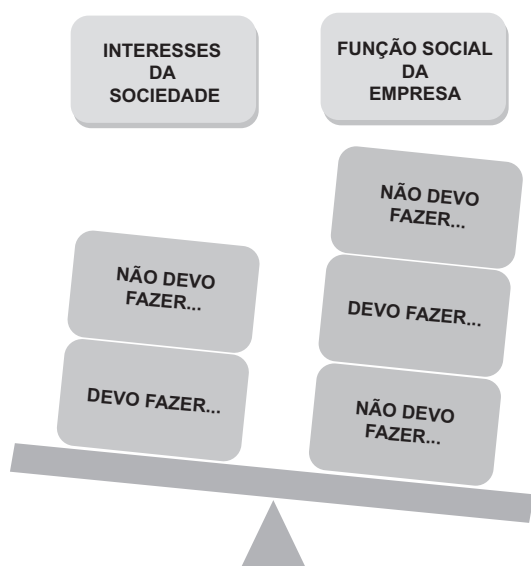 INTERESSES
DA
SOCIEDADE
FUNÇÃO SOCIAL
DA
EMPRESA
NÃO DEVO
FAZER...
DEVO FAZER...
NÃO DEVO
FAZER...
DEVO FAZER...
NÃO DEVO
FAZER...